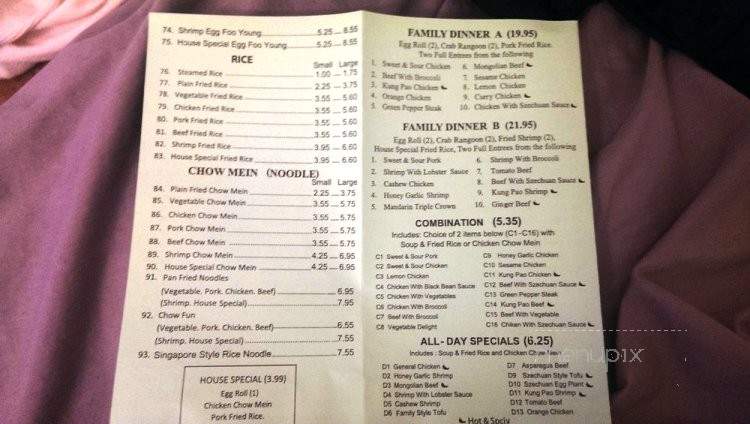 74. Shrimp Egg Foo Young 5.25 8.55
75. House Special Egg Foo Young 5.25 8.55
RICE
Small Large
76. Steamed Rice 1.00 1.75
77. Plain Fried Rice 2.25 3.75
78. Vegetable Fried Rice 3.55 5.60
79. Chicken Fried Rice 3.55 5.60
80. Pork Fried Rice 3.55 5.60
81. Beef Fried Rice 3.55 5.60
82. Shrimp Fried Rice 3.95 6.60
83. House Special Fried Rice 3.95 6.60
CHOW MEIN (NOODLE)
Small Large
84. Plain Fried Chow Mein 2.25 3.75
85. Vegetable Chow Mein 3.55 5.75
86. Chicken Chow Mein 3.55 5.75
87. Pork Chow Mein 3.55 5.75
88. Beef Chow Mein 3.55 5.75
89. Shrimp Chow Mein 4.25 6.95
90. House Special Chow Mein 4.25 6.95
91. Pan Fried Noodles
(Vegetable. Pork. Chicken. Beef) 6.95
(Shrimp. House Special) 7.95
92. Chow Fun
(Vegetable. Pork. Chicken. Beef) 6.55
(Shrimp. House Special) 7.55
93. Singapore Style Rice Noodle 7.55
HOUSE SPECIAL (3.99)
Egg Roll (1)
Chicken Chow Mein
Pork Fried Rice.
FAMILY DINNER A (19.95)
Egg Roll (2), Crab Rangoon (2), Pork Fried Rice.
Two Full Entrees from the following
1. Sweet & Sour Chicken 6. Mongolian Beef
2. Beef With Broccoli 7. Sesame Chicken
3. Kung Pao Chicken 8. Lemon Chicken
4. Orange Chicken 9. Curry Chicken
5. Green Pepper Steak 10. Chicken With Szechuan Sauce
FAMILY DINNER B (21.95)
Egg Roll (2), Crab Rangoon (2), Fried Shrimp (2),
House Special Fried Rice, Two Full Entrees from the following
1. Sweet & Sour Pork 6. Shrimp With Broccoli
2. Shrimp With Lobster Sauce 7. Tomato Beef
3. Cashew Chicken 8. Beef With Szechuan Sauce
4. Honey Garlic Shrimp 9. Kung Pao Shrimp
5. Mandarin Triple Crown 10. Ginger Beef
COMBINATION (5.35)
Includes: Choice of 2 items below (C1-C16) with
Soup & Fried Rice or Chicken Chow Mein
C1 Sweet & Sour Pork C9 Honey Garlic Chicken
C2 Sweet & Sour Chicken C10 Sesame Chicken
C3 Lemon Chicken C11 Kung Pao Chicken
C4 Chicken With Black Bean Sauce C12 Beef With Szechuan Sauce
C5 Chicken With Vegetables C13 Green Pepper Steak
C6 Chicken With Broccoli C14 Kung Pao Beef
C7 Beef With Broccoli C15 Beef With Vegetable
C8 Vegetable Delight C16 Chiken With Szechuan Sauce
ALL-DAY SPECIALS (6.25)
Includes : Soup & Fried Rice and Chicken Chow Mein
D1 General Chicken D7 Asparagus Beef
D2 Honey Garlic Shrimp D9 Szechuan Style Tofu
D3 Mongolian Beef D10 Szechuan Egg Plant
D4 Shrimp With Lobster Sauce D11 Kung Pao Shrimp
D5 Cashew Shrimp D12 Tomato Beef
D6 Family Style Tofu D13 Orange Chicken
Hot & Spicy
menupix